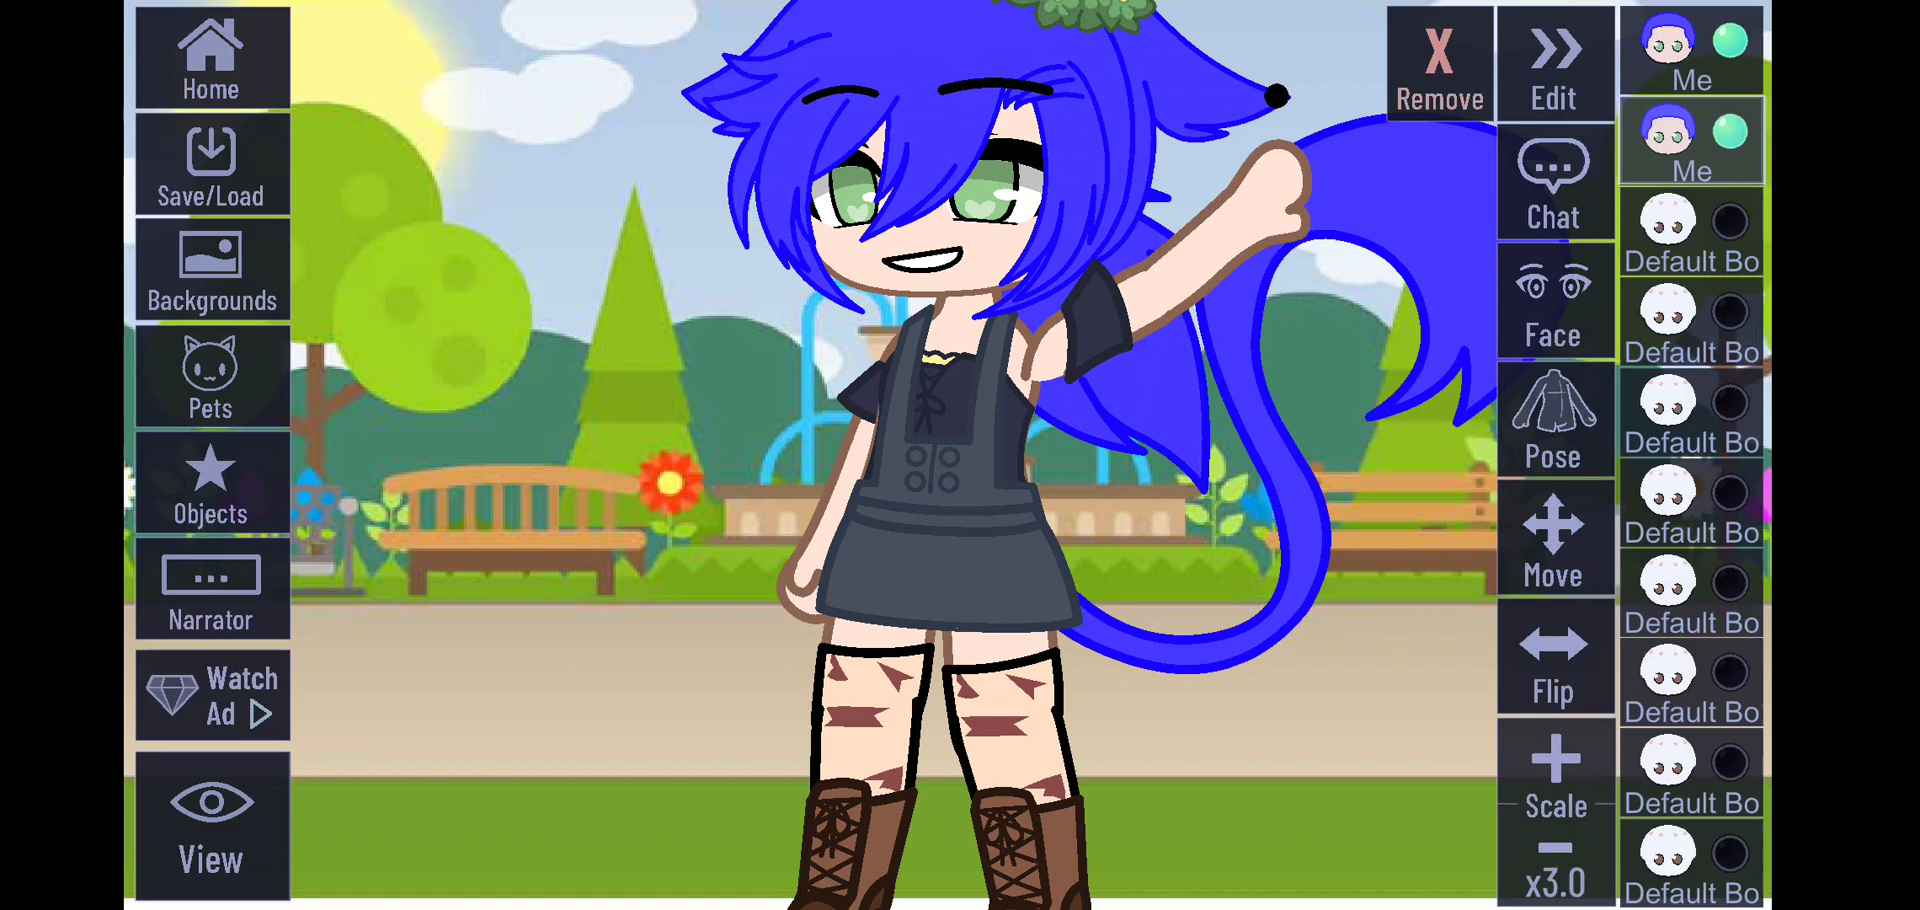 Home
Save/Load
Backgrounds
Pets
Objects
...
Narrator
Watch
Ad
View
X
Remove
Edit
Chat
Face
Pose
Move
Flip
Scale
x3.0
Me
Me
Default Bo
Default Bo
Default Bo
Default Bo
Default Bo
Default Bo
Default Bo
Default Bo